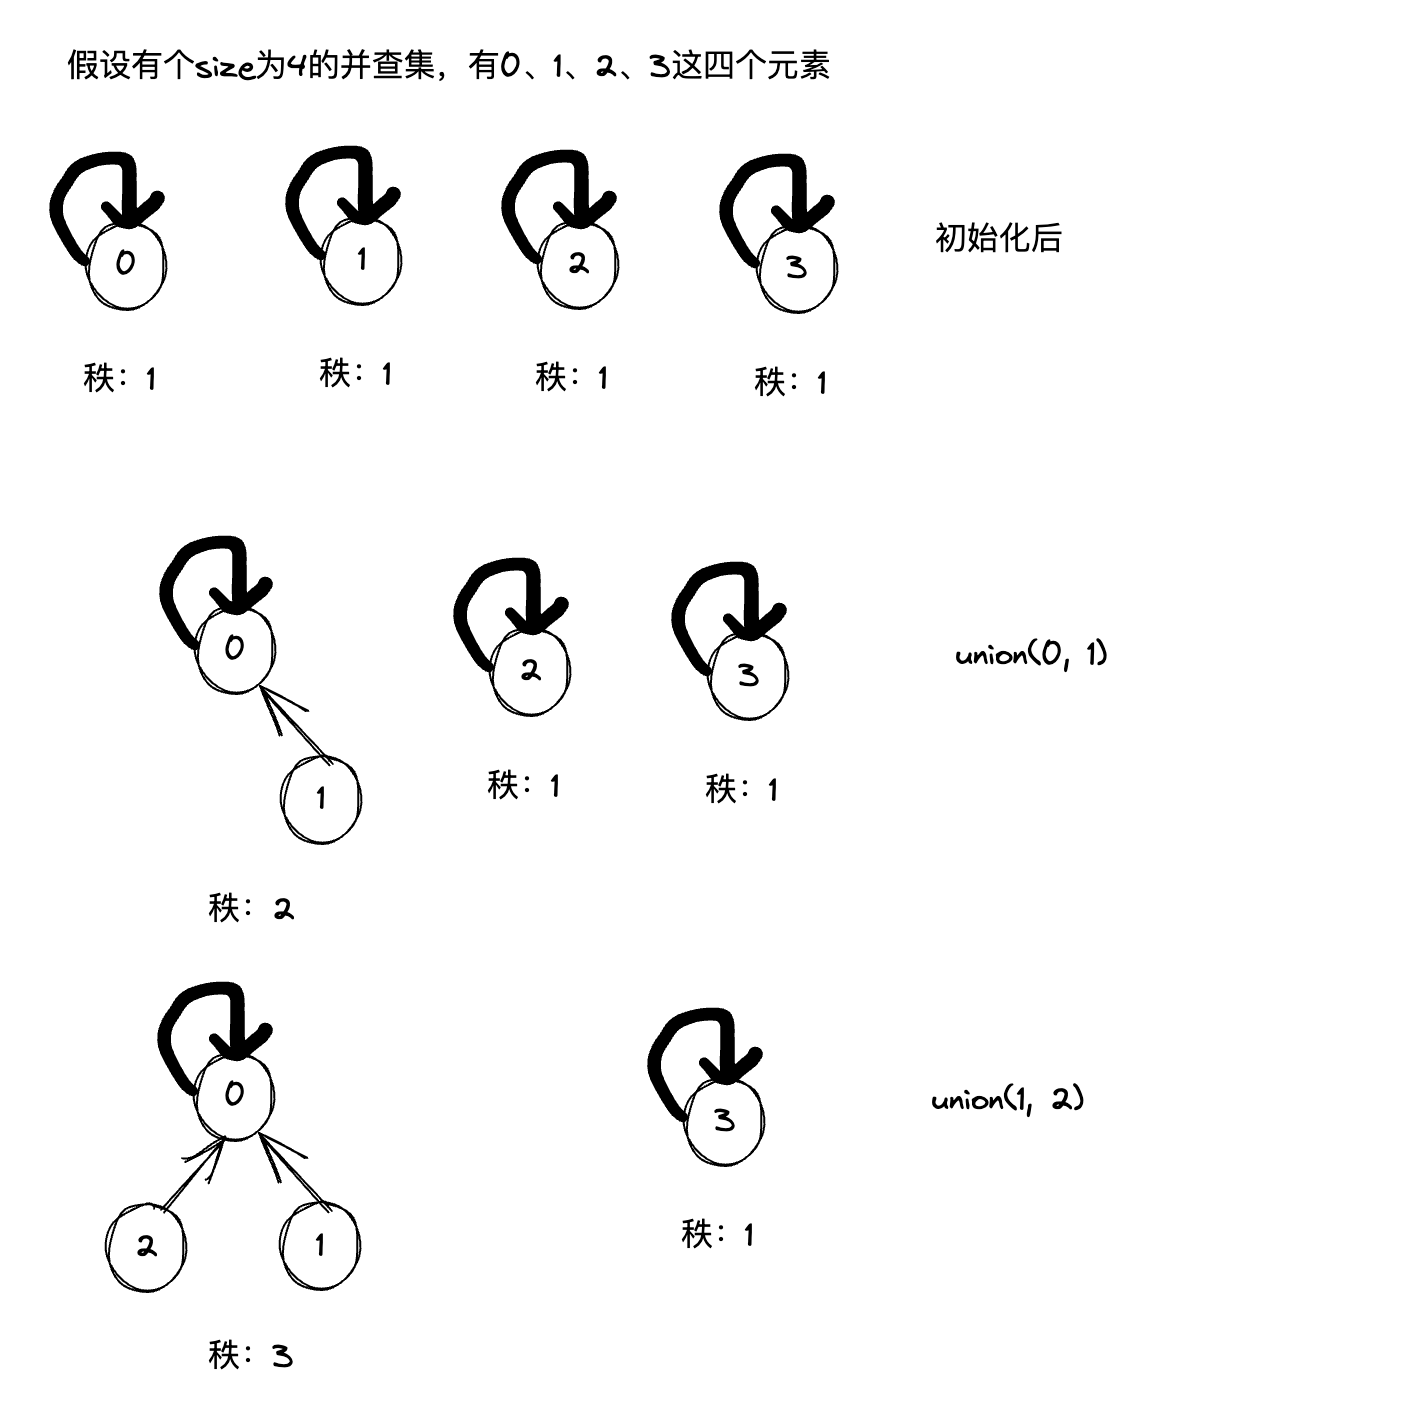 假设有个size为4的并查集，有0、1、2、3这四个元素
0 1 2 3
初始化后
秩：1 秩：1 秩：1 秩：1
0 2 3
union(0, 1)
1
秩：1 秩：1
秩：2
0 3
union(1, 2)
2 1
秩：1
秩：3